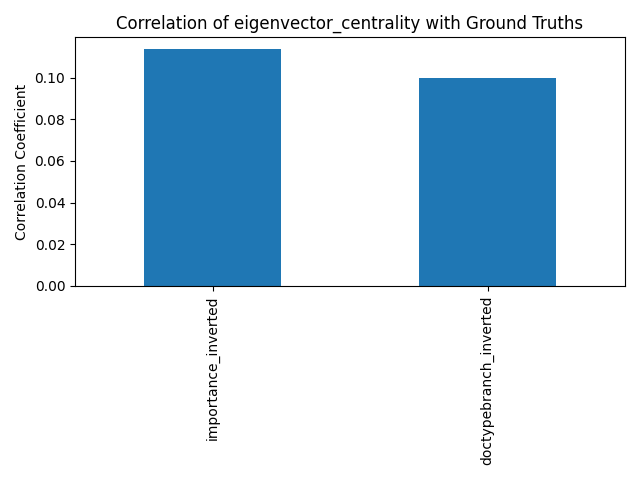 Correlation of eigenvector_centrality with Ground Truths
Correlation Coefficient
0.10
0.08
0.06
0.04
0.02
0.00
importance_inverted
doctypebranch_inverted